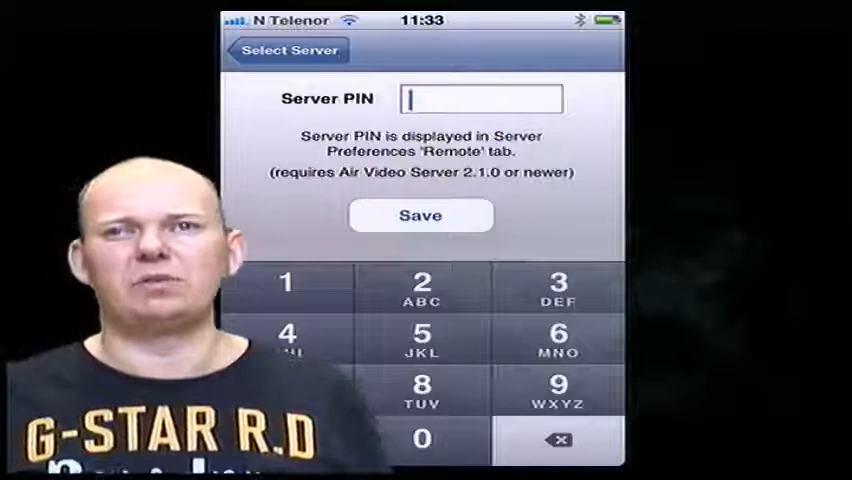 N Telenor 11:33
Select Server
Server PIN
Server PIN is displayed in Server
Preferences 'Remote' tab.
(requires Air Video Server 2.1.0 or newer)
Save
1 2 3
ABC DEF
4 5 6
JKL MNO
8 9
TUV WXYZ
0
G-STAR R.D